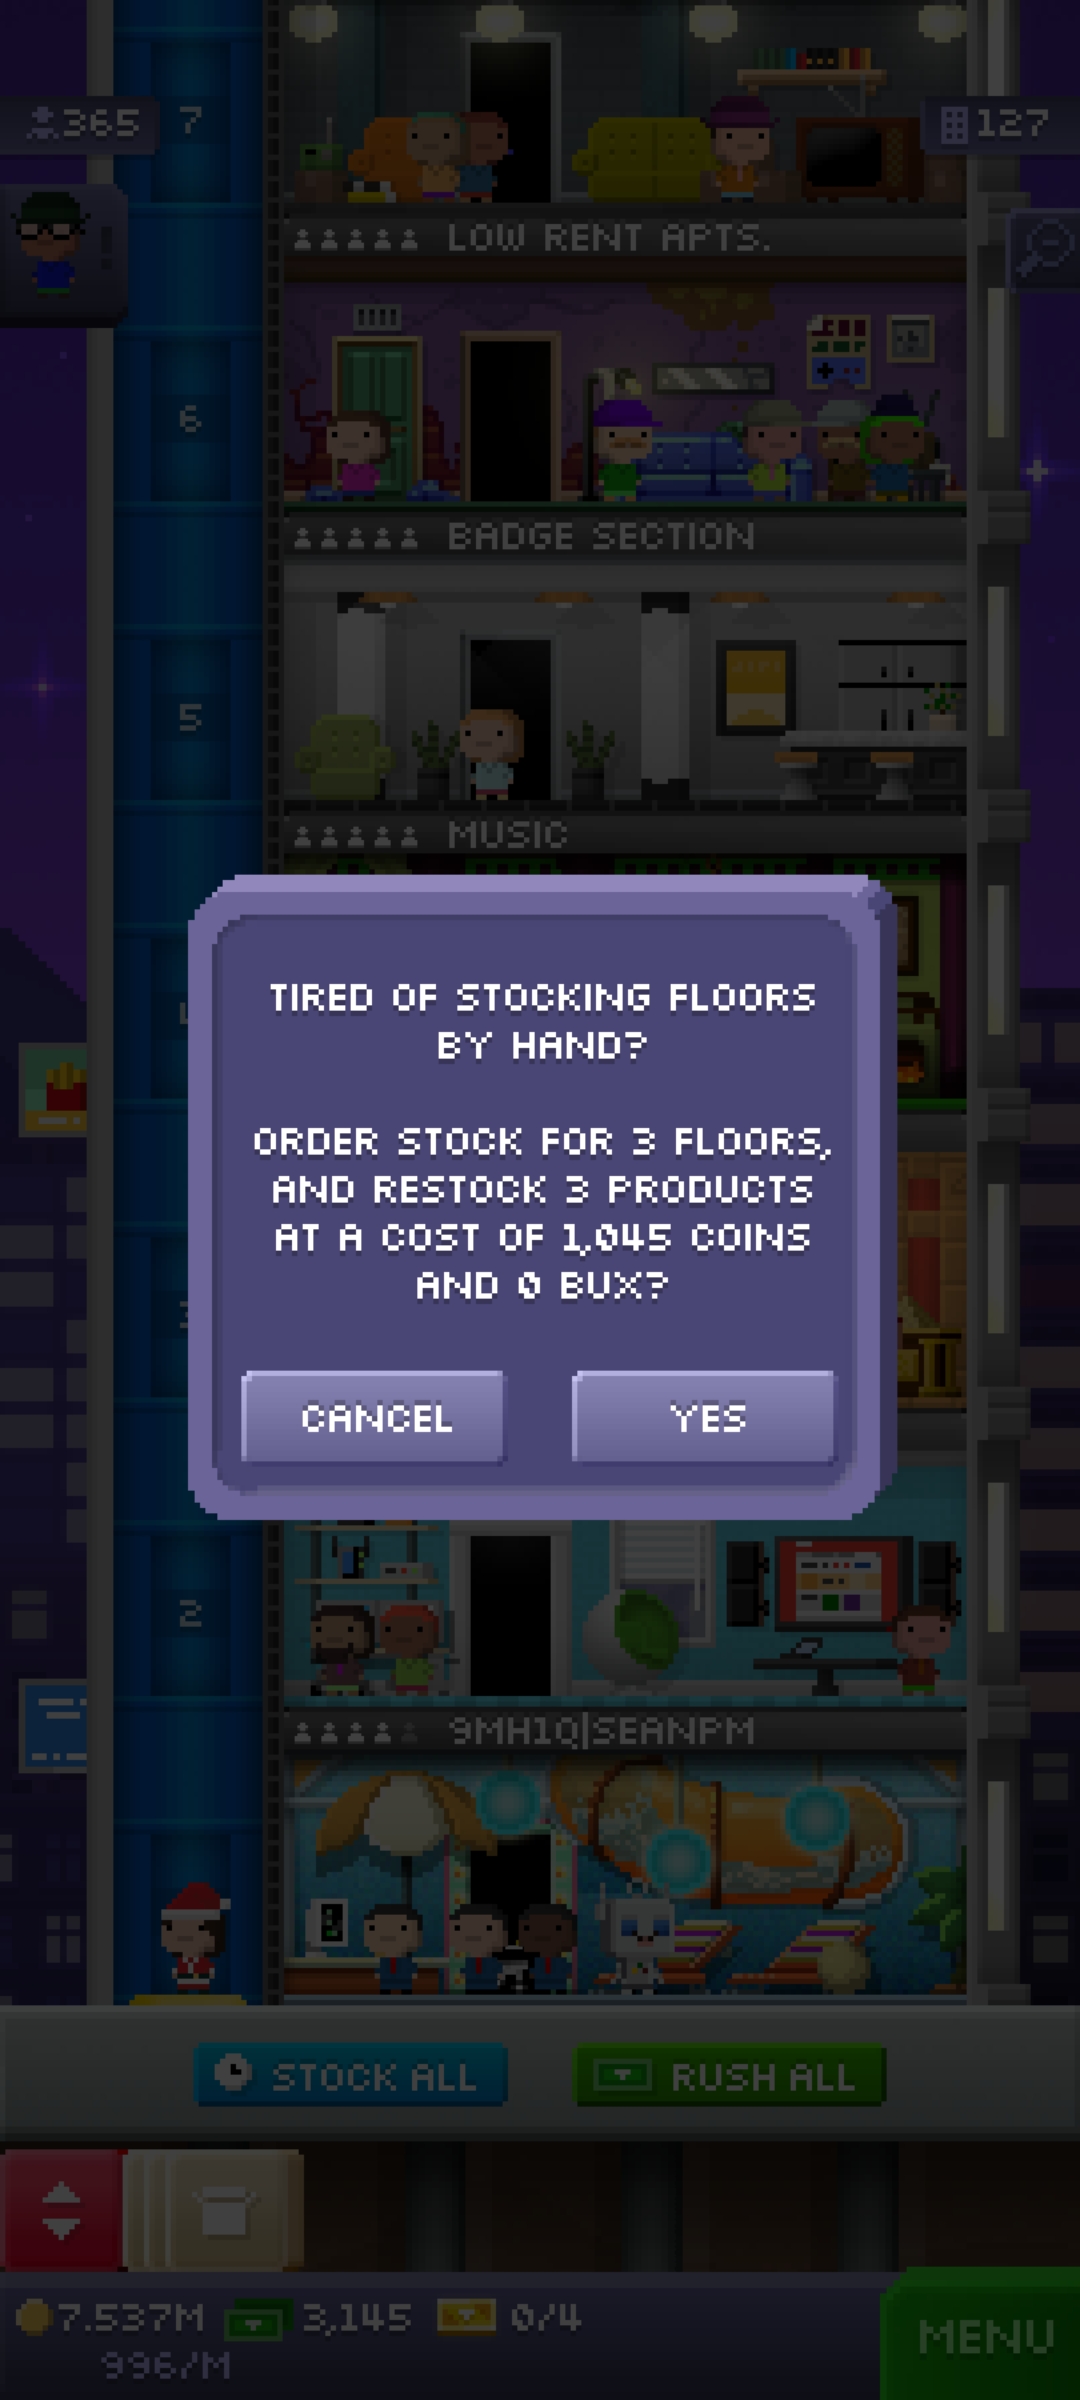 365
7
127
LOW RENT APTS.
6
BADGE SECTION
5
MUSIC
TIRED OF STOCKING FLOORS
BY HAND?
ORDER STOCK FOR 3 FLOORS,
AND RESTOCK 3 PRODUCTS
AT A COST OF 1,045 COINS
AND 0 BUX?
CANCEL
YES
2
9MH1Q|SEANPM
STOCK ALL
RUSH ALL
7.537M
3,145
0/4
996/M
MENU